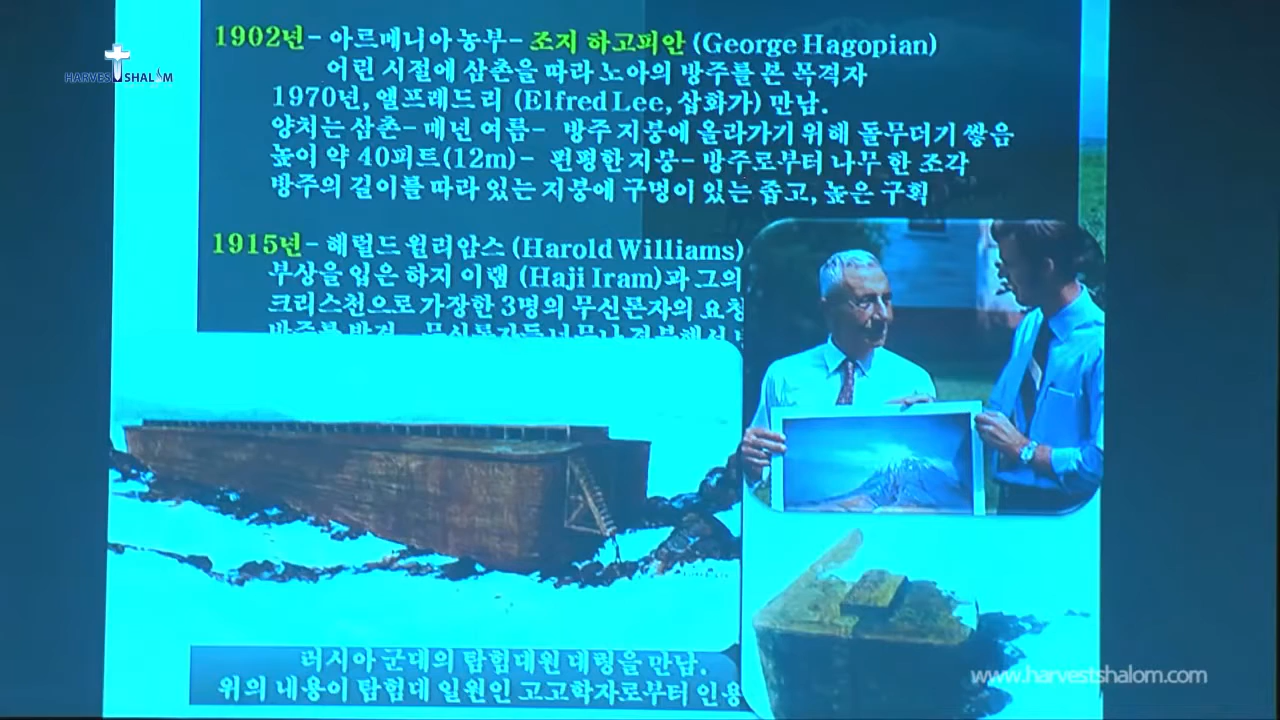 1902년 - 아르메니아 농부 - 조지 하고피안 (George Hagopian)
어린 시절에 삼촌을 따라 노아의 방주를 본 목격자
1970년, 엘프레드 리 (Elfred Lee, 삽화가) 만남.
양치는 삼촌 - 매년 여름 - 방주 지붕에 올라가기 위해 돌무더기 쌓음
높이 약 40피트(12m) - 편평한 지붕 - 방주로부터 나무 한 조각
방주의 길이를 따라 있는 지붕에 구멍이 있는 좁고, 높은 구획
1915년 - 헤럴드 윌리암스 (Harold Williams)
부상을 입은 하지 이램 (Haji Iram)과 그의
크리스천으로 가장한 3명의 무신론자의 요청
러시아 군대의 탐험대원 대령을 만남.
위의 내용이 탐험대 일원인 고고학자로부터 인용
HARVEST SHALOM
www.harvestshalom.com